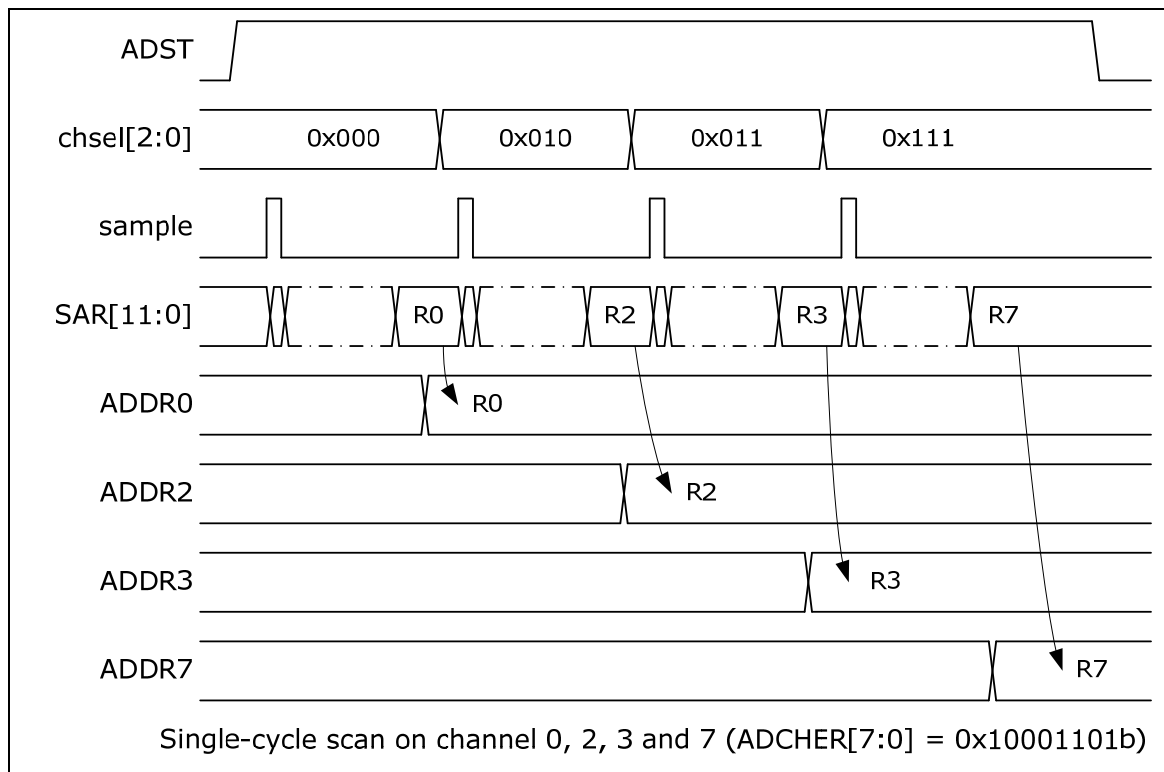 ADST
chsel[2:0] 0x000 0x010 0x011 0x111
sample
SAR[11:0] R0 R2 R3 R7
ADDR0 R0
ADDR2 R2
ADDR3 R3
ADDR7 R7
Single-cycle scan on channel 0, 2, 3 and 7 (ADCHER[7:0] = 0x10001101b)